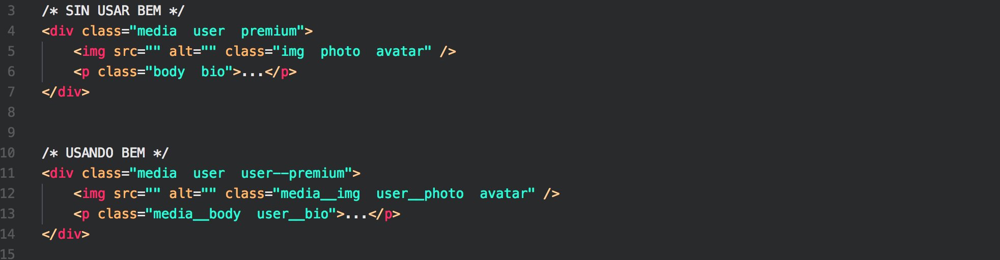 3 /* SIN USAR BEM */
4 <div class="media  user  premium">
5     <img src="" alt="" class="img  photo  avatar" />
6     <p class="body  bio">...</p>
7 </div>
8
9
10 /* USANDO BEM */
11 <div class="media  user  user--premium">
12     <img src="" alt="" class="media__img  user__photo  avatar" />
13     <p class="media__body  user__bio">...</p>
14 </div>
15